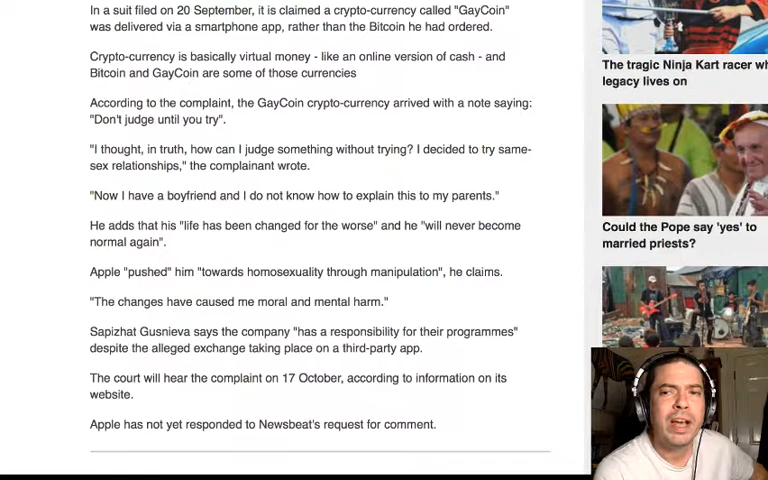 In a suit filed on 20 September, it is claimed a crypto-currency called "GayCoin"
was delivered via a smartphone app, rather than the Bitcoin he had ordered.
Crypto-currency is basically virtual money - like an online version of cash - and
Bitcoin and GayCoin are some of those currencies
According to the complaint, the GayCoin crypto-currency arrived with a note saying:
"Don't judge until you try".
"I thought, in truth, how can I judge something without trying? I decided to try same-
sex relationships," the complainant wrote.
"Now I have a boyfriend and I do not know how to explain this to my parents."
He adds that his "life has been changed for the worse" and he "will never become
normal again".
Apple "pushed" him "towards homosexuality through manipulation", he claims.
"The changes have caused me moral and mental harm."
Sapizhat Gusnieva says the company "has a responsibility for their programmes"
despite the alleged exchange taking place on a third-party app.
The court will hear the complaint on 17 October, according to information on its
website.
Apple has not yet responded to Newsbeat's request for comment.
The tragic Ninja Kart racer wh
legacy lives on
Could the Pope say 'yes' to
married priests?